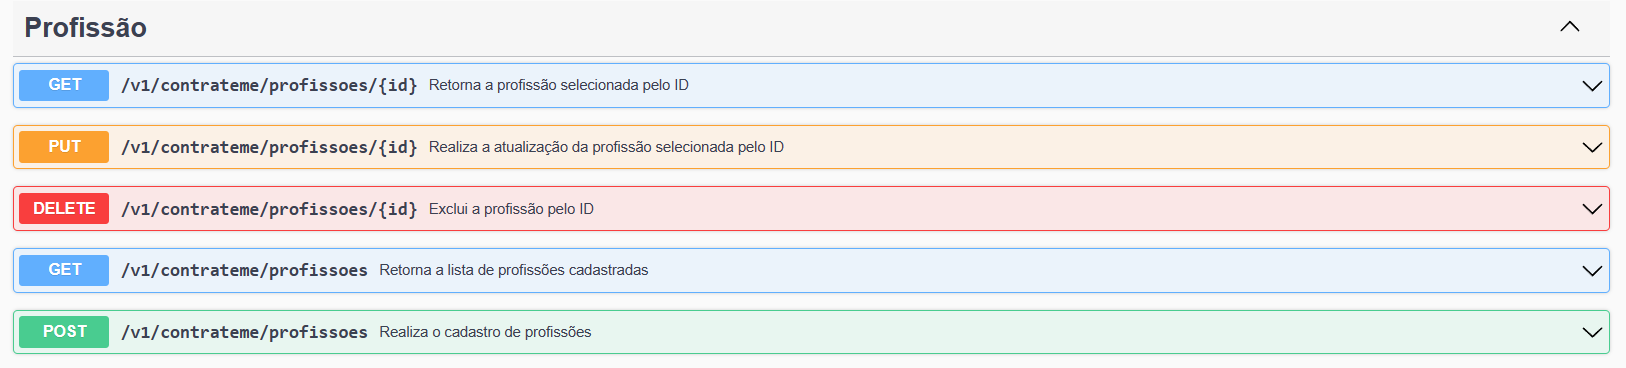 Profissão
GET /v1/contrateme/profissoes/{id} Retorna a profissão selecionada pelo ID
PUT /v1/contrateme/profissoes/{id} Realiza a atualização da profissão selecionada pelo ID
DELETE /v1/contrateme/profissoes/{id} Exclui a profissão pelo ID
GET /v1/contrateme/profissoes Retorna a lista de profissões cadastradas
POST /v1/contrateme/profissoes Realiza o cadastro de profissões